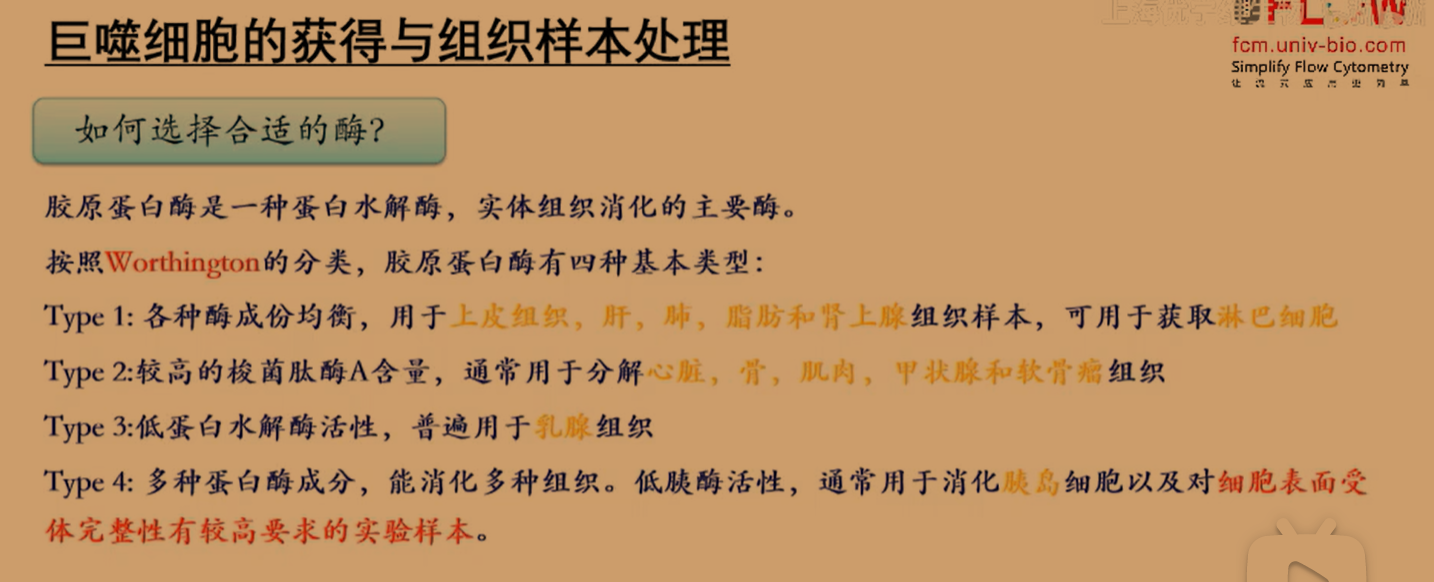 巨噬细胞的获得与组织样本处理
fcm.univ-bio.com
Simplify Flow Cytometry
如何选择合适的酶?
胶原蛋白酶是一种蛋白水解酶，实体组织消化的主要酶。
按照Worthington的分类，胶原蛋白酶有四种基本类型：
Type 1: 各种酶成份均衡，用于上皮组织，肝，肺，脂肪和肾上腺组织样本，可用于获取淋巴细胞
Type 2:较高的梭菌肽酶A含量，通常用于分解心脏，骨，肌肉，甲状腺和软骨瘤组织
Type 3:低蛋白水解酶活性，普遍用于乳腺组织
Type 4: 多种蛋白酶成分，能消化多种组织。低胰酶活性，通常用于消化胰岛细胞以及对细胞表面受
体完整性有较高要求的实验样本。